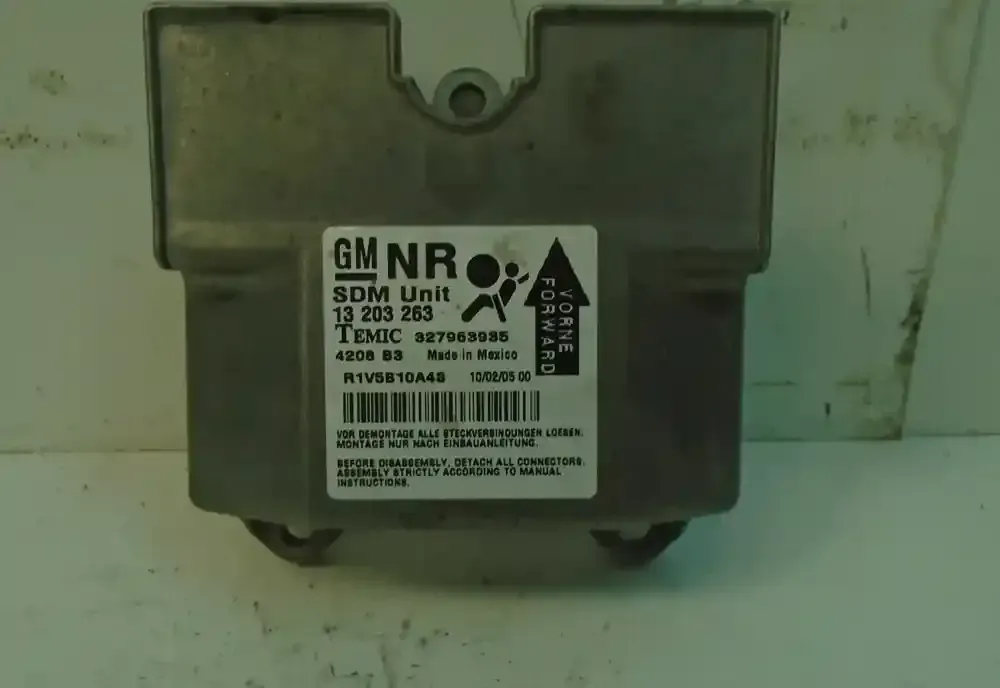 GM NR
SDM Unit
13 203 263
TEMIC 327963935
4208 B3 Made in Mexico
R1V5B10A4S 10/02/05 00
VORNE
FORWARD
VOR DEMONTAGE ALLE STECKVERBINDUNGEN LOESEN.
MONTAGE NUR NACH EINBAUANLEITUNG.
BEFORE DISASSEMBLY, DETACH ALL CONNECTORS.
ASSEMBLY STRICTLY ACCORDING TO MANUAL
INSTRUCTIONS.